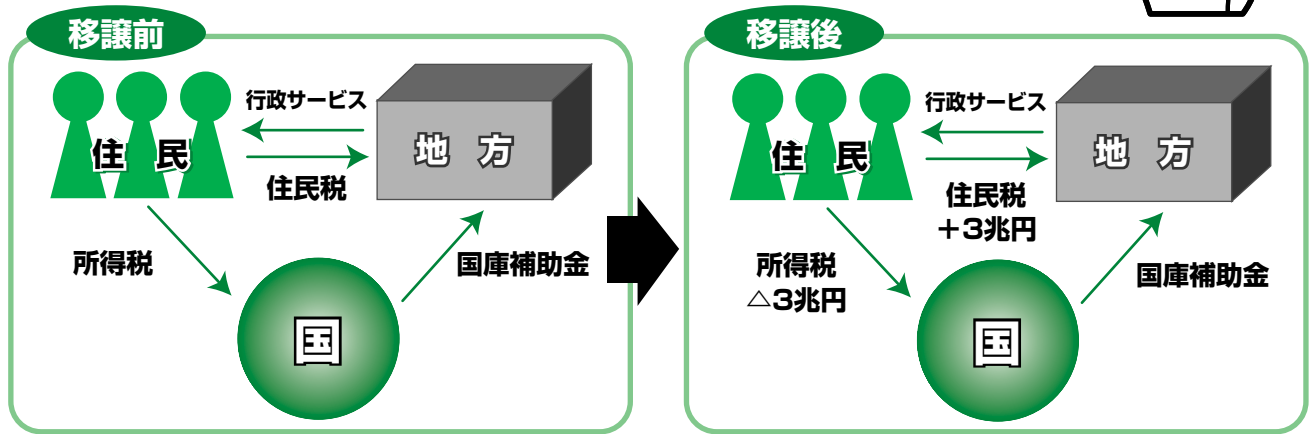 移譲前
行政サービス
住民
地方
住民税
所得税
国庫補助金
国
移譲後
行政サービス
住民
地方
住民税
＋3兆円
所得税
△3兆円
国庫補助金
国